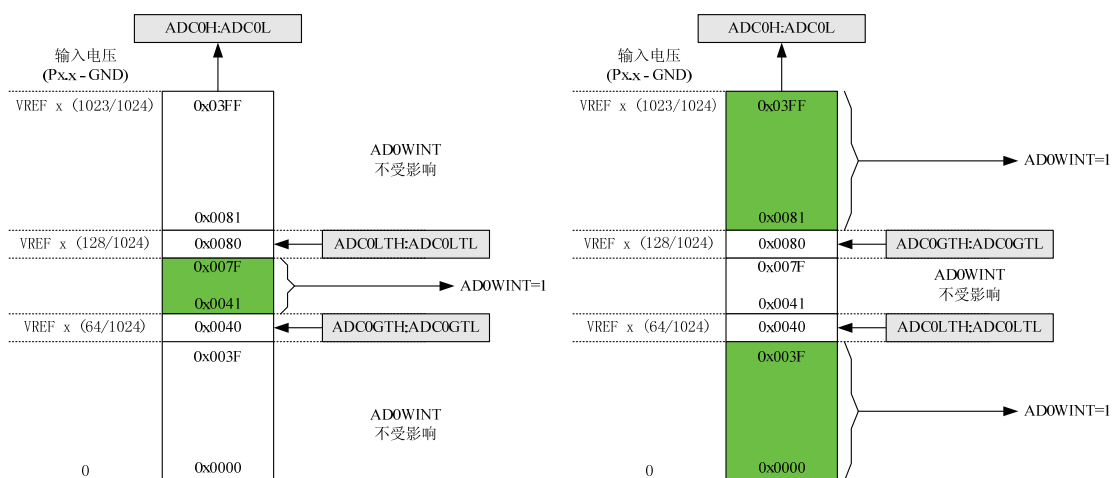 ADC0H:ADC0L
输入电压
(Px.x - GND)
VREF x (1023/1024)
0x03FF
AD0WINT
不受影响
0x0081
VREF x (128/1024)
0x0080
ADC0LTH:ADC0LTL
0x007F
AD0WINT=1
0x0041
VREF x (64/1024)
0x0040
ADC0GTH:ADC0GTL
0x003F
AD0WINT
不受影响
0
0x0000
ADC0H:ADC0L
输入电压
(Px.x - GND)
VREF x (1023/1024)
0x03FF
AD0WINT=1
0x0081
VREF x (128/1024)
0x0080
ADC0GTH:ADC0GTL
0x007F
AD0WINT
不受影响
0x0041
VREF x (64/1024)
0x0040
ADC0LTH:ADC0LTL
0x003F
AD0WINT=1
0
0x0000